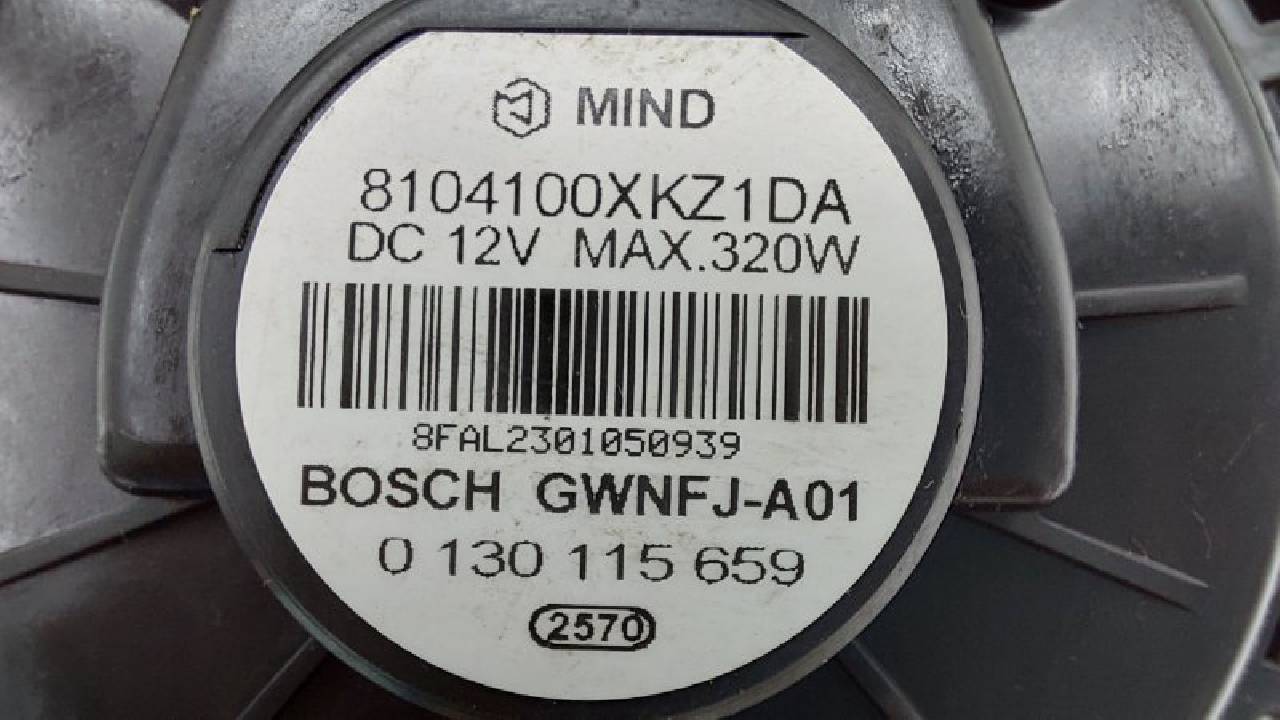 MIND
8104100XKZ1DA
DC 12V MAX.320W
8FAL2301050939
BOSCH GWNFJ-A01
0 130 115 659
2570